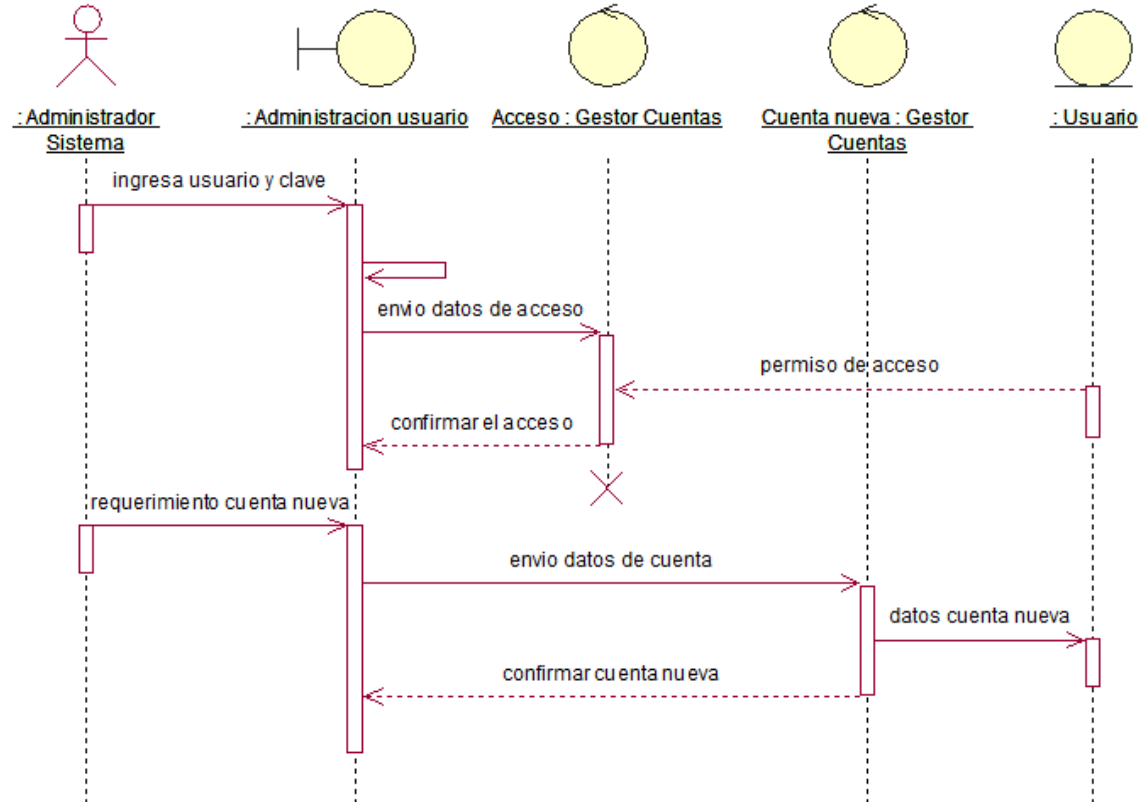 : Administrador
Sistema
: Administracion usuario
Acceso : Gestor Cuentas
Cuenta nueva : Gestor
Cuentas
: Usuario
ingresa usuario y clave
envio datos de acceso
permiso de acceso
confirmar el acceso
requerimiento cuenta nueva
envio datos de cuenta
datos cuenta nueva
confirmar cuenta nueva